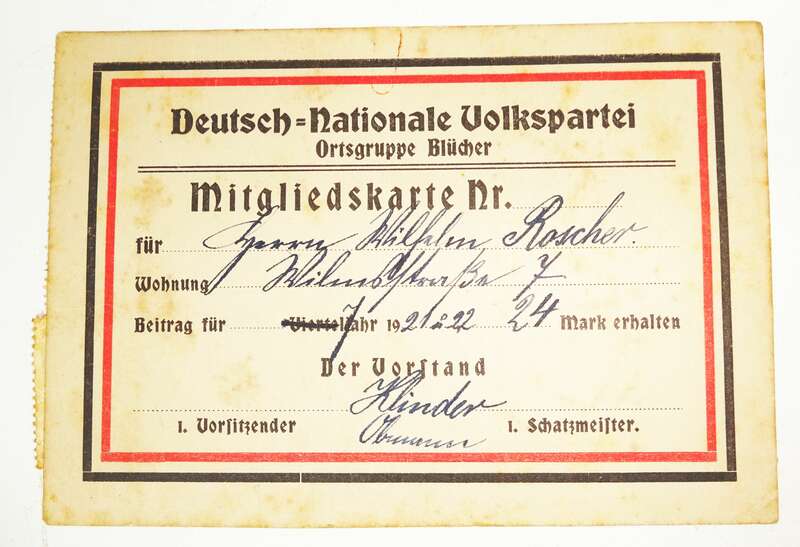 Deutsch=Nationale Volkspartei
Ortsgruppe Blücher
Mitgliedskarte Nr.
für Herrn Wilhelm Roscher.
Wohnung Wilmsstraße 7
Beitrag für Vierteljahr 1921 u 22 24 Mark erhalten
Der Vorstand
Klinder
1. Vorsitzender Obmann 1. Schatzmeister.